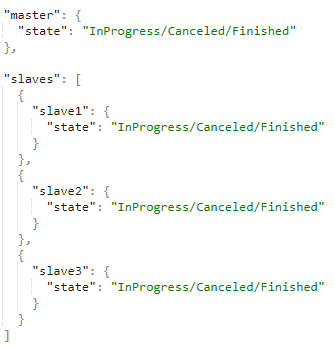 "master": {
  "state": "InProgress/Canceled/Finished"
},
"slaves": [
  {
    "slave1": {
      "state": "InProgress/Canceled/Finished"
    }
  },
  {
    "slave2": {
      "state": "InProgress/Canceled/Finished"
    }
  },
  {
    "slave3": {
      "state": "InProgress/Canceled/Finished"
    }
  }
]